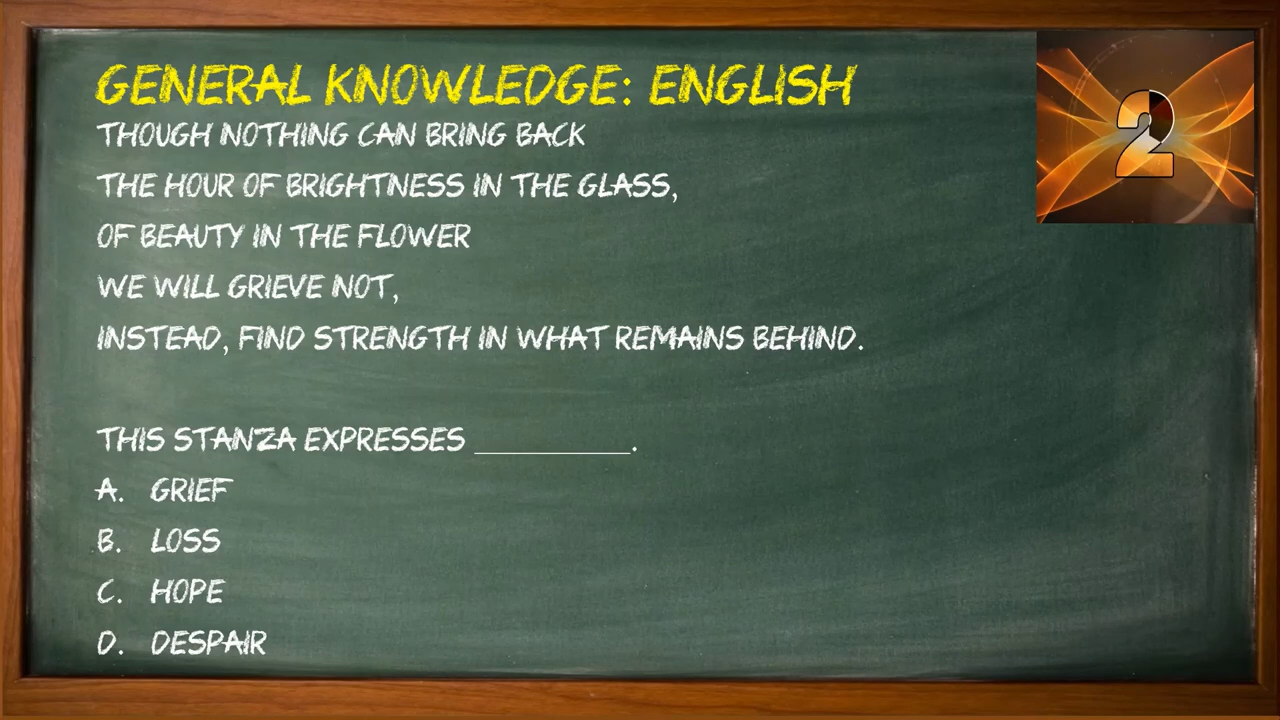 GENERAL KNOWLEDGE: ENGLISH
2
THOUGH NOTHING CAN BRING BACK
THE HOUR OF BRIGHTNESS IN THE GLASS,
OF BEAUTY IN THE FLOWER
WE WILL GRIEVE NOT,
INSTEAD, FIND STRENGTH IN WHAT REMAINS BEHIND.
THIS STANZA EXPRESSES __________.
A. GRIEF
B. LOSS
C. HOPE
D. DESPAIR